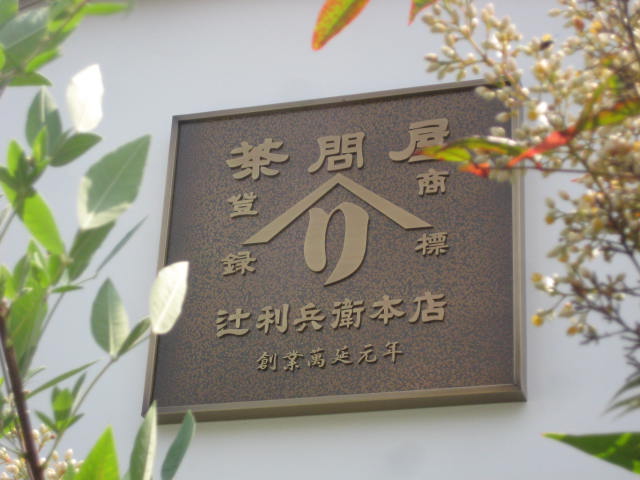 茶問屋
登録
商標
り
辻利兵衛本店
創業萬延元年